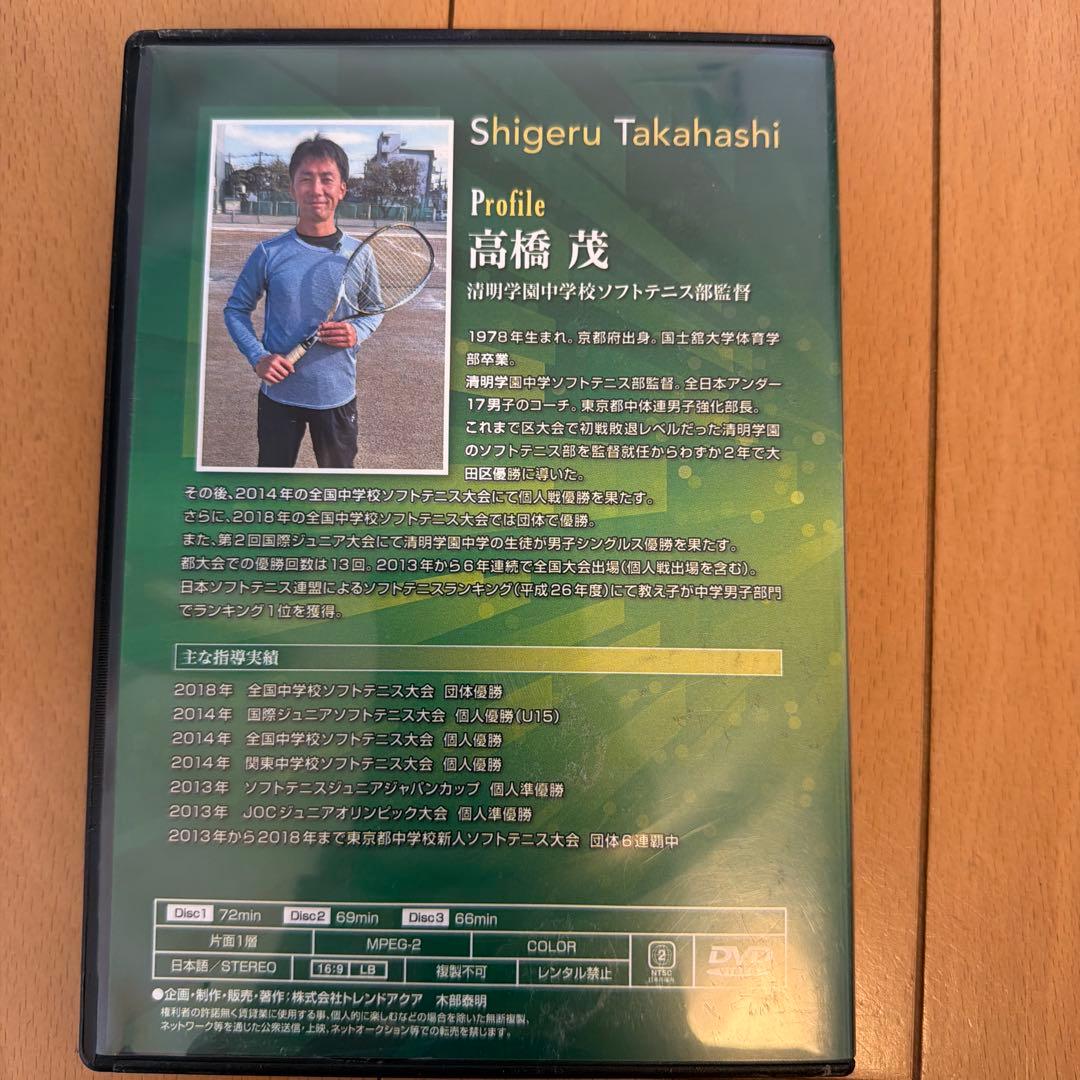 Shigeru Takahashi
Profile
高橋 茂
清明学園中学校ソフトテニス部監督
1978年生まれ。京都府出身。国士舘大学体育学
部卒業。
清明学園中学ソフトテニス部監督。全日本アンダー
17男子のコーチ。東京都中体連男子強化部長。
これまで区大会で初戦敗退レベルだった清明学園
のソフトテニス部を監督就任からわずか2年で大
田区優勝に導いた。
その後、2014年の全国中学校ソフトテニス大会にて個人戦優勝を果たす。
さらに、2018年の全国中学校ソフトテニス大会では団体で優勝。
また、第2回国際ジュニア大会にて清明学園中学の生徒が男子シングルス優勝を果たす。
都大会での優勝回数は13回。2013年から6年連続で全国大会出場（個人戦出場を含む）。
日本ソフトテニス連盟によるソフトテニスランキング（平成26年度）にて教え子が中学男子部門
でランキング1位を獲得。
主な指導実績
2018年 全国中学校ソフトテニス大会 団体優勝
2014年 国際ジュニアソフトテニス大会 個人優勝（U15）
2014年 全国中学校ソフトテニス大会 個人優勝
2014年 関東中学校ソフトテニス大会 個人優勝
2013年 ソフトテニスジュニアジャパンカップ 個人準優勝
2013年 JOCジュニアオリンピック大会 個人準優勝
2013年から2018年まで東京都中学校新人ソフトテニス大会 団体6連覇中
Disc1 72min Disc2 69min Disc3 66min
片面1層 MPEG-2 COLOR
日本語／STEREO 16:9 LB 複製不可 レンタル禁止
2 NTSC 日本市場向
DVD VIDEO
●企画・制作・販売・著作：株式会社トレンドアクア 木部泰明
権利者の許諾無く賃貸業に使用する事、個人的に楽しむなどの場合を除いた無断複製、
ネットワーク等を通じた公衆送信・上映、ネットオークション等での転売を禁じます。